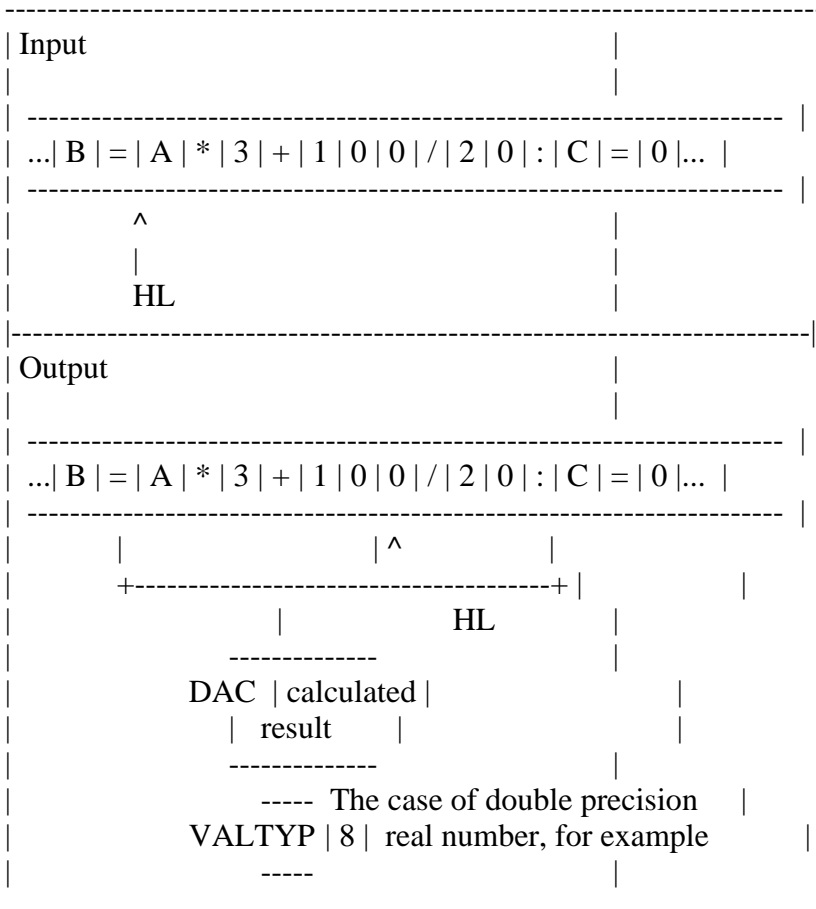 --------------------------------------------------------------------------------
| Input |
| |
| ------------------------------------------------------------------------ |
| ...| B | = | A | * | 3 | + | 1 | 0 | 0 | / | 2 | 0 | : | C | = | 0 |... |
| ------------------------------------------------------------------------ |
| ^ |
| | |
| HL |
|-----------------------------------------------------------------------------|
| Output |
| |
| ------------------------------------------------------------------------ |
| ...| B | = | A | * | 3 | + | 1 | 0 | 0 | / | 2 | 0 | : | C | = | 0 |... |
| ------------------------------------------------------------------------ |
| | | ^ |
| +----------------------------------------+ | |
| | HL |
| -------------- |
| DAC | calculated | |
| | result | |
| -------------- |
| ----- The case of double precision |
| VALTYP | 8 | real number, for example |
| ----- |